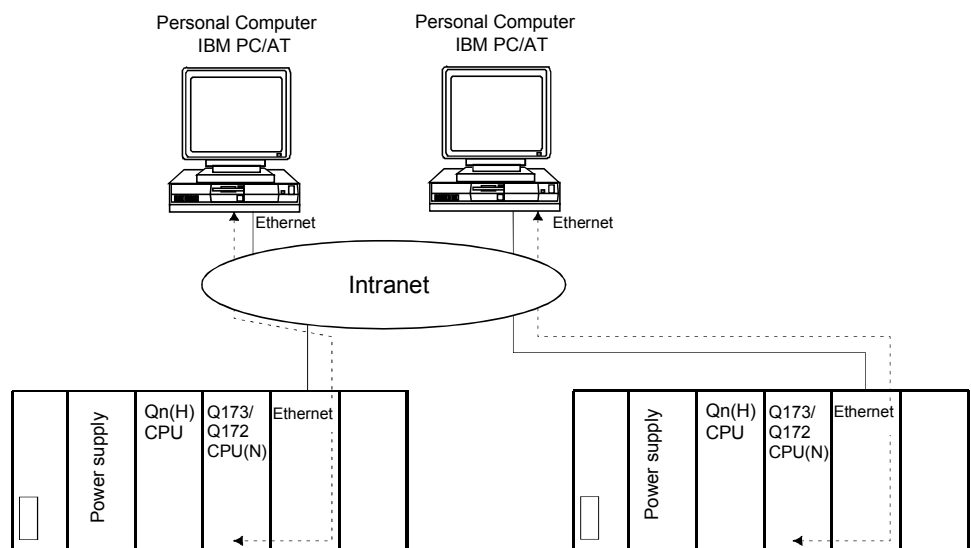 Personal Computer
IBM PC/AT
Personal Computer
IBM PC/AT
Ethernet
Ethernet
Intranet
Power supply
Qn(H)
CPU
Q173/
Q172
CPU(N)
Ethernet
Power supply
Qn(H)
CPU
Q173/
Q172
CPU(N)
Ethernet